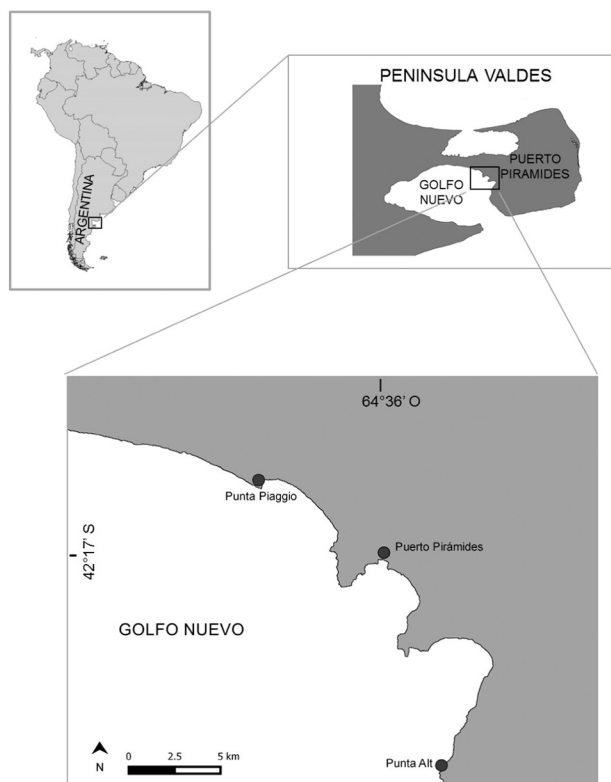 ARGENTINA
PENINSULA VALDES
PUERTO
PIRAMIDES
GOLFO
NUEVO
64°36' O
Punta Piaggio
42°17' S
Puerto Pirámides
GOLFO NUEVO
Punta Alt
N
0 2.5 5 km